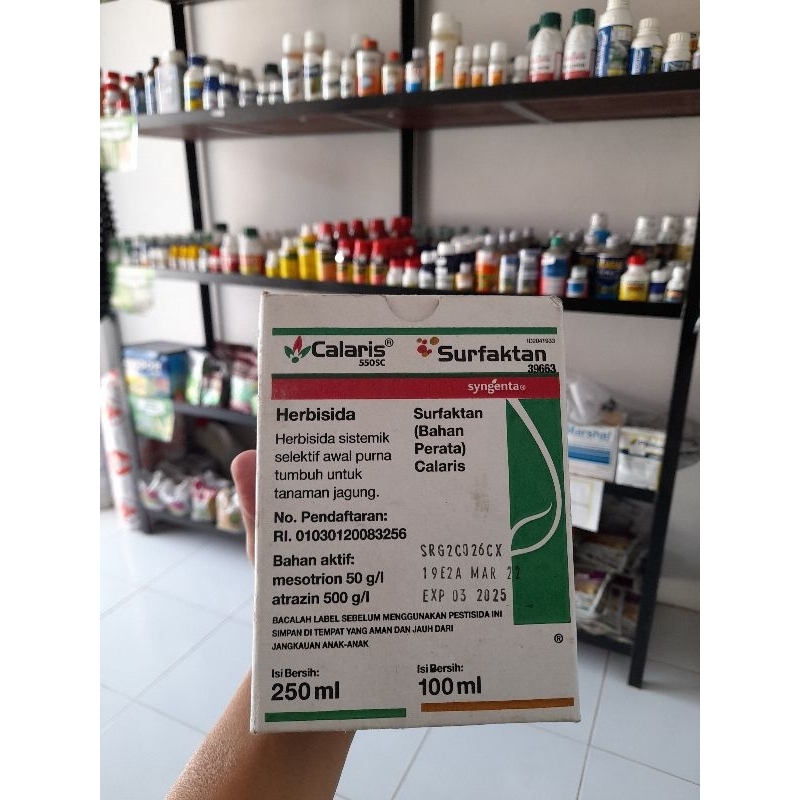 Calaris®
550SC
Surfaktan
ID2041933
39663
syngenta®
Herbisida
Herbisida sistemik
selektif awal purna
tumbuh untuk
tanaman jagung.
No. Pendaftaran:
RI. 01030120083256
Bahan aktif:
mesotrion 50 g/l
atrazin 500 g/l
Surfaktan
(Bahan
Perata)
Calaris
SRG2C026CX
19E2A MAR 22
EXP 03 2025
BACALAH LABEL SEBELUM MENGGUNAKAN PESTISIDA INI
SIMPAN DI TEMPAT YANG AMAN DAN JAUH DARI
JANGKAUAN ANAK-ANAK
®
Isi Bersih:
250 ml
Isi Bersih:
100 ml
Marshal